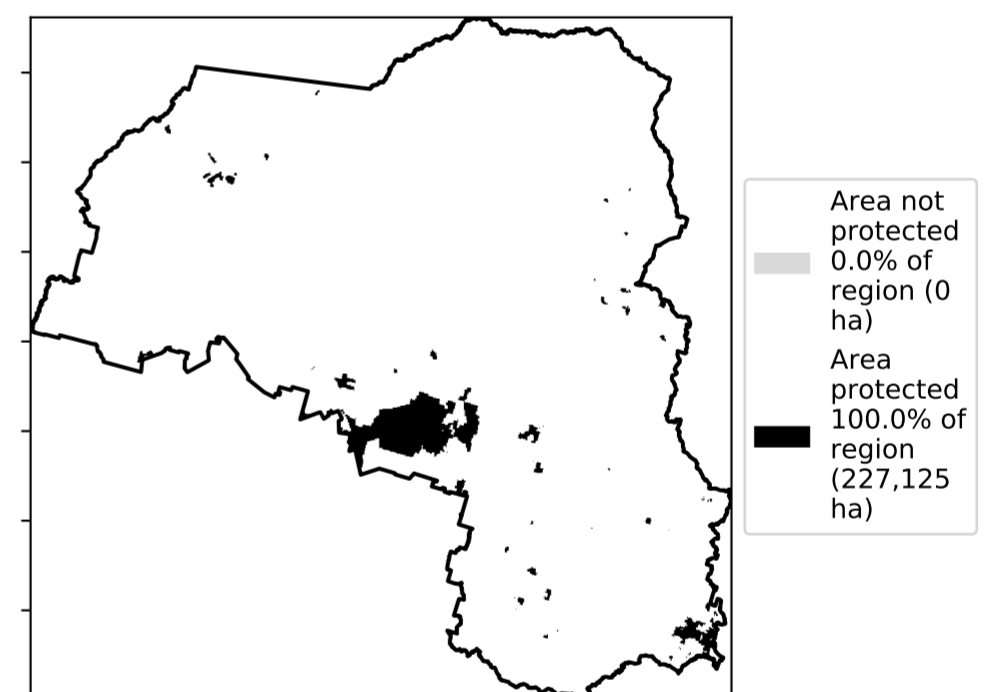 Area not
protected
0.0% of
region (0
ha)
Area
protected
100.0% of
region
(227,125
ha)